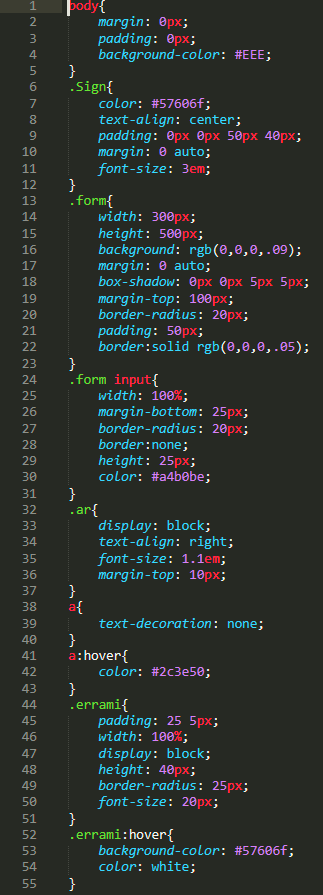 1 body{
2 margin: 0px;
3 padding: 0px;
4 background-color: #EEE;
5 }
6 .Sign{
7 color: #57606f;
8 text-align: center;
9 padding: 0px 0px 50px 40px;
10 margin: 0 auto;
11 font-size: 3em;
12 }
13 .form{
14 width: 300px;
15 height: 500px;
16 background: rgb(0,0,0,.09);
17 margin: 0 auto;
18 box-shadow: 0px 0px 5px 5px;
19 margin-top: 100px;
20 border-radius: 20px;
21 padding: 50px;
22 border:solid rgb(0,0,0,.05);
23 }
24 .form input{
25 width: 100%;
26 margin-bottom: 25px;
27 border-radius: 20px;
28 border:none;
29 height: 25px;
30 color: #a4b0be;
31 }
32 .ar{
33 display: block;
34 text-align: right;
35 font-size: 1.1em;
36 margin-top: 10px;
37 }
38 a{
39 text-decoration: none;
40 }
41 a:hover{
42 color: #2c3e50;
43 }
44 .errami{
45 padding: 25 5px;
46 width: 100%;
47 display: block;
48 height: 40px;
49 border-radius: 25px;
50 font-size: 20px;
51 }
52 .errami:hover{
53 background-color: #57606f;
54 color: white;
55 }